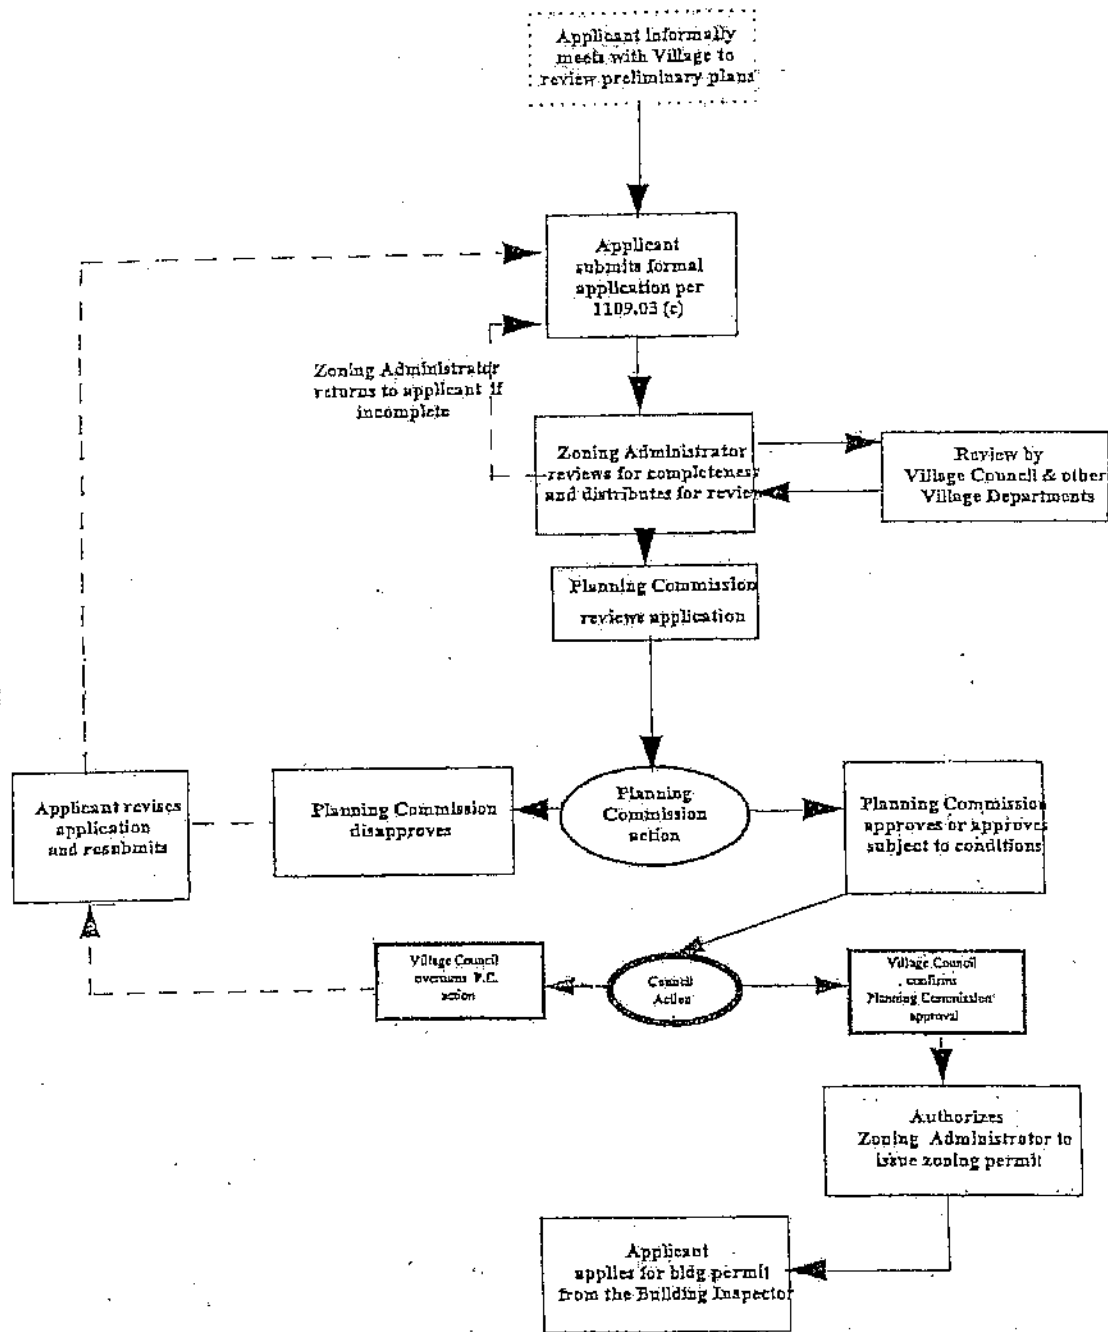 Applicant informally
meets with Village to
review preliminary plans
Applicant
submits formal
application per
1109.03 (c)
Zoning Administrator
returns to applicant if
incomplete
Zoning Administrator
reviews for completeness
and distributes for review
Review by
Village Council & other
Village Departments
Planning Commission
reviews application
Applicant revises
application
and resubmits
Planning Commission
disapproves
Planning
Commission
action
Planning Commission
approves or approves
subject to conditions
Village Council
overturns P.C.
action
Council
Action
Village Council
confirms
Planning Commission
approval
Authorizes
Zoning Administrator to
issue zoning permit
Applicant
applies for bldg permit
from the Building Inspector